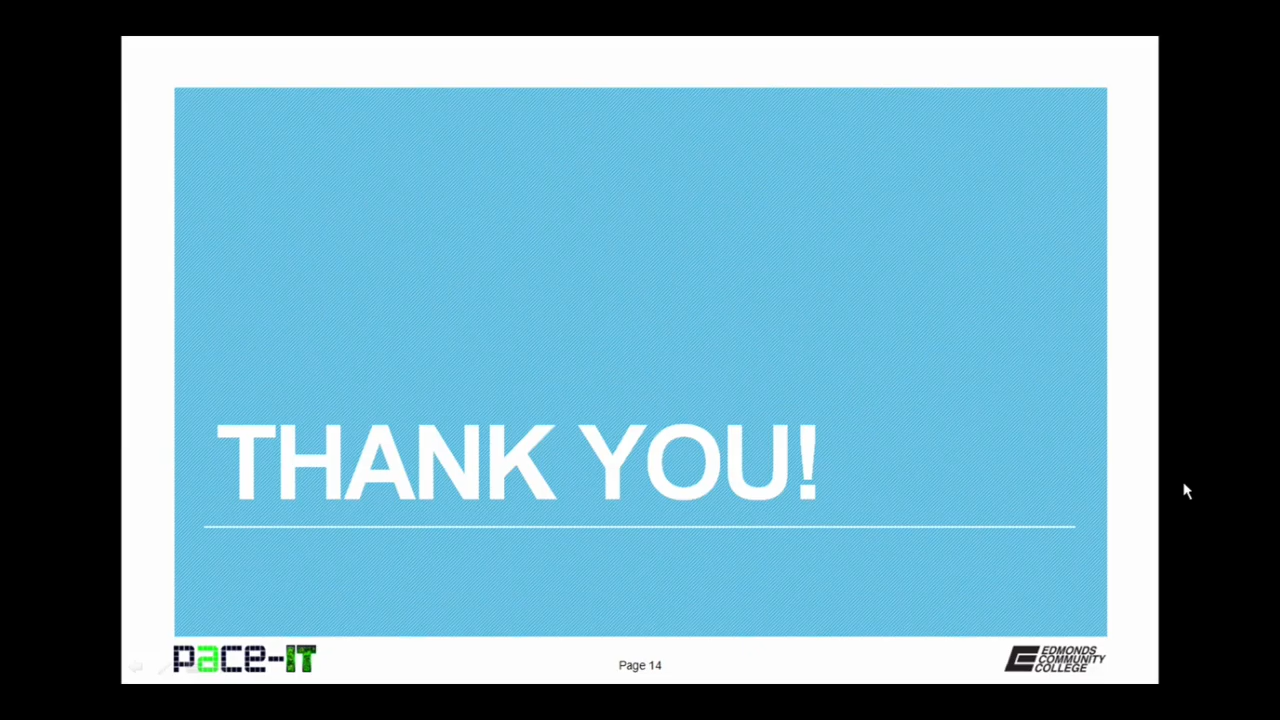 THANK YOU!
pace-IT
Page 14
EDMONDS
COMMUNITY
COLLEGE